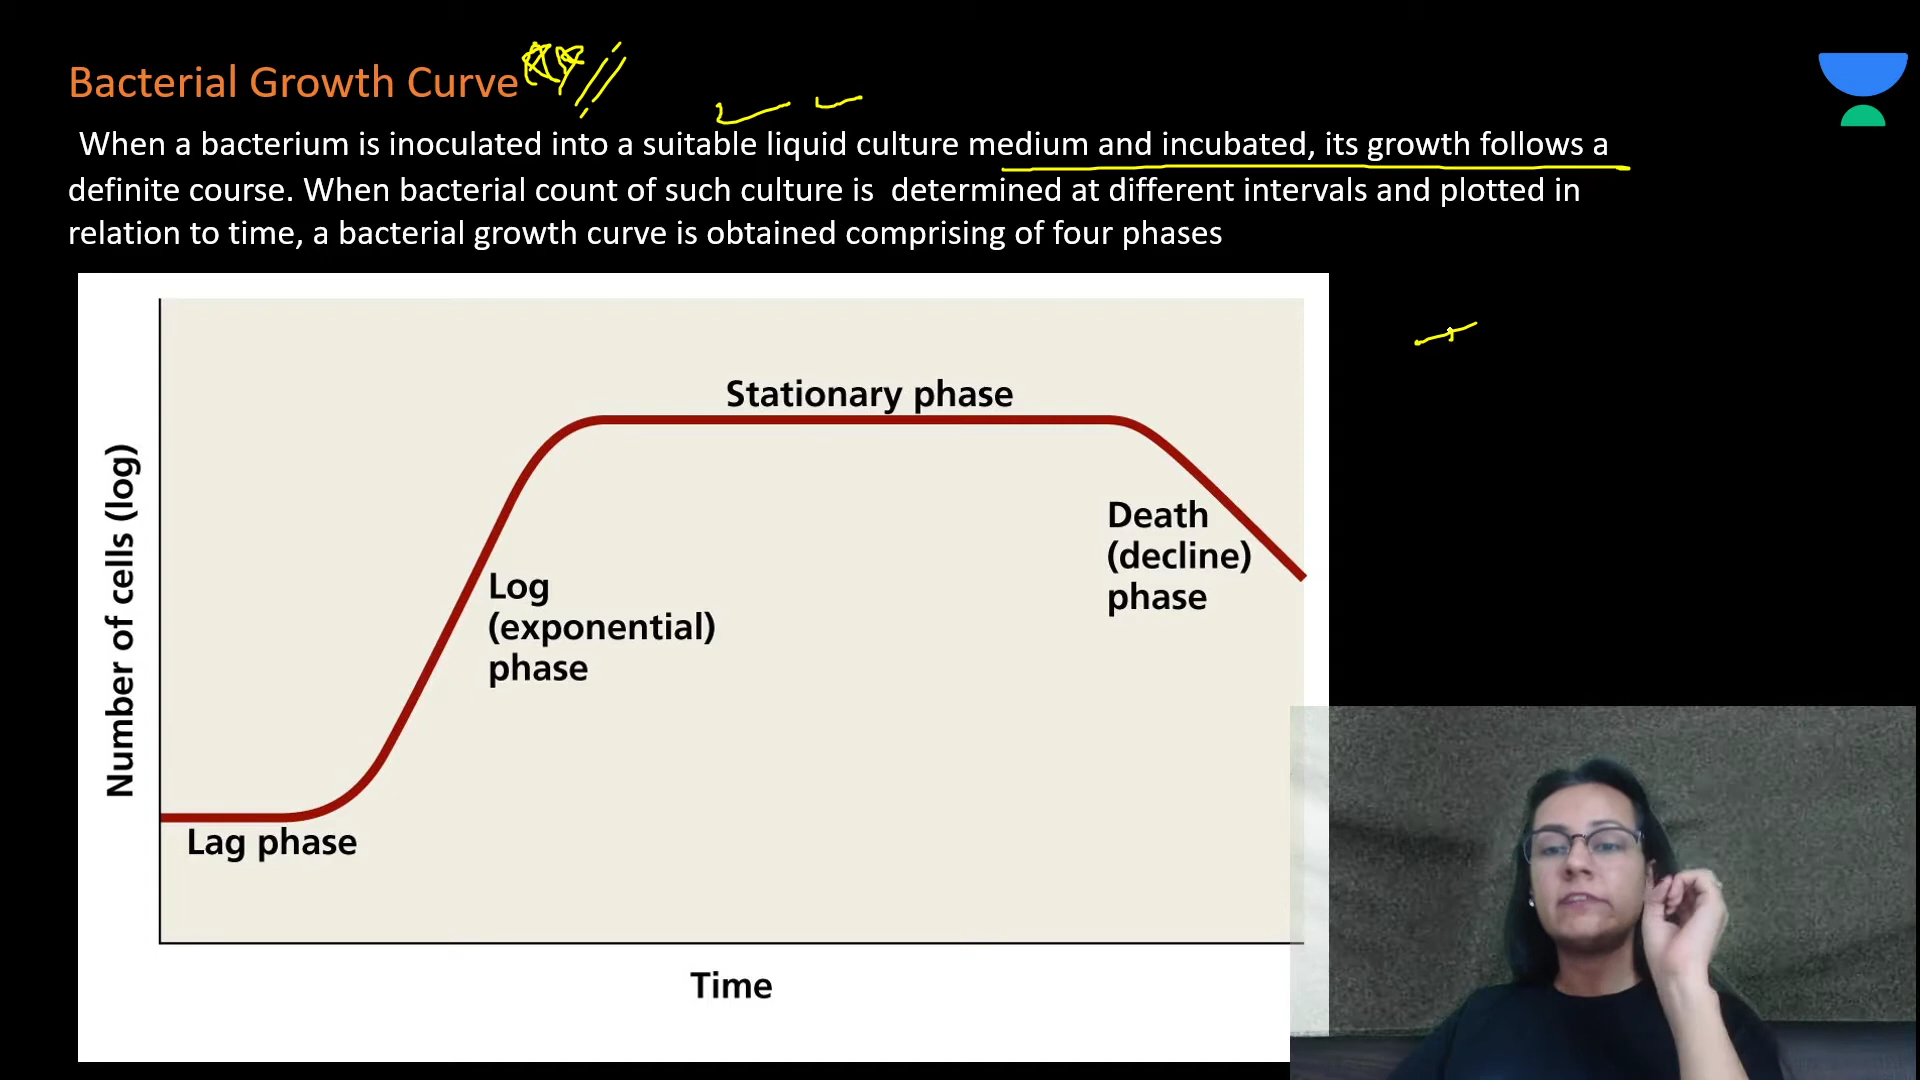 Bacterial Growth Curve
When a bacterium is inoculated into a suitable liquid culture medium and incubated, its growth follows a
definite course. When bacterial count of such culture is determined at different intervals and plotted in
relation to time, a bacterial growth curve is obtained comprising of four phases
Stationary phase
Number of cells (log)
Death
(decline)
phase
Log
(exponential)
phase
Lag phase
Time